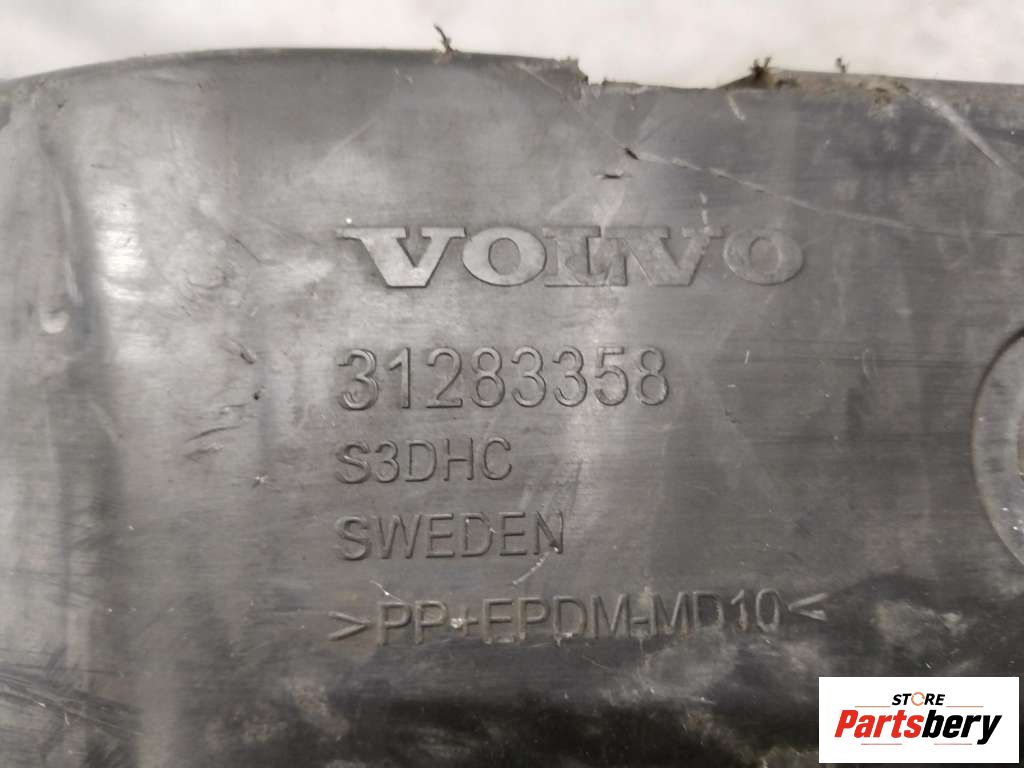 VOLVO
31283358
S3DHC
SWEDEN
>PP+EPDM-MD10<
STORE
Partsbery